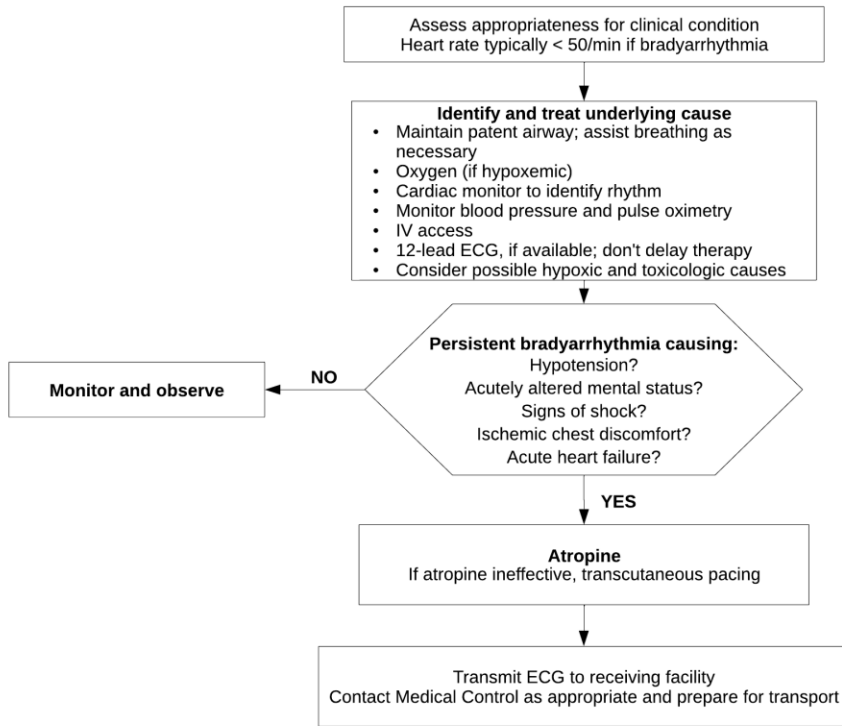 Assess appropriateness for clinical condition
Heart rate typically < 50/min if bradyarrhythmia
Identify and treat underlying cause
• Maintain patent airway; assist breathing as
necessary
• Oxygen (if hypoxemic)
• Cardiac monitor to identify rhythm
• Monitor blood pressure and pulse oximetry
• IV access
• 12-lead ECG, if available; don't delay therapy
• Consider possible hypoxic and toxicologic causes
Persistent bradyarrhythmia causing:
Hypotension?
Acutely altered mental status?
Signs of shock?
Ischemic chest discomfort?
Acute heart failure?
NO
Monitor and observe
YES
Atropine
If atropine ineffective, transcutaneous pacing
Transmit ECG to receiving facility
Contact Medical Control as appropriate and prepare for transport